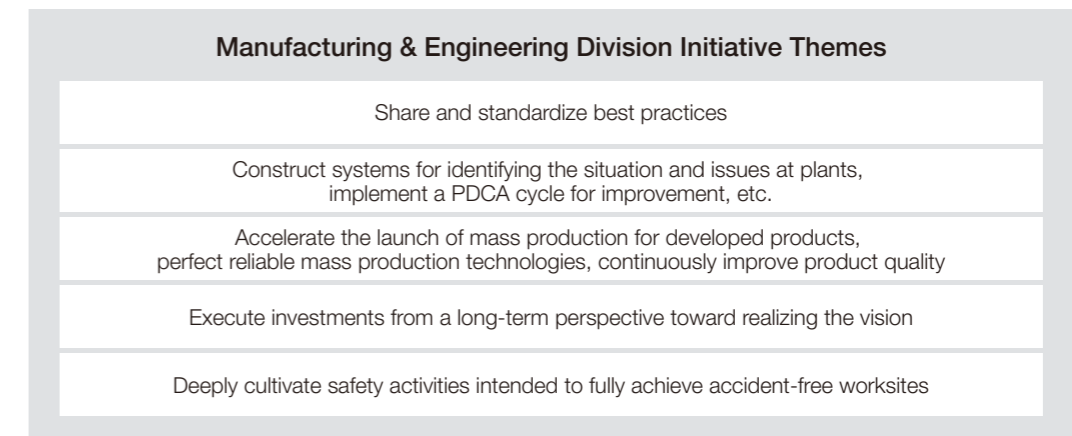 Manufacturing & Engineering Division Initiative Themes
Share and standardize best practices
Construct systems for identifying the situation and issues at plants,
implement a PDCA cycle for improvement, etc.
Accelerate the launch of mass production for developed products,
perfect reliable mass production technologies, continuously improve product quality
Execute investments from a long-term perspective toward realizing the vision
Deeply cultivate safety activities intended to fully achieve accident-free worksites